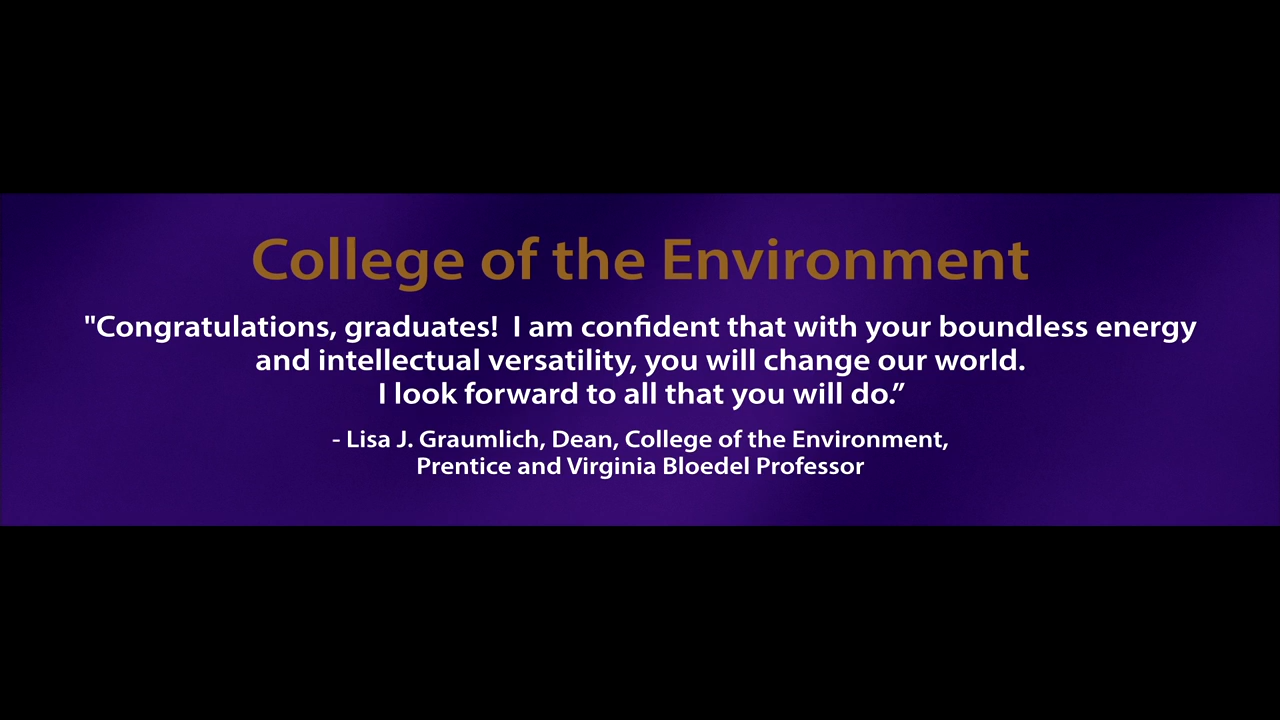 College of the Environment
"Congratulations, graduates!  I am confident that with your boundless energy
and intellectual versatility, you will change our world.
I look forward to all that you will do.”
- Lisa J. Graumlich, Dean, College of the Environment,
Prentice and Virginia Bloedel Professor